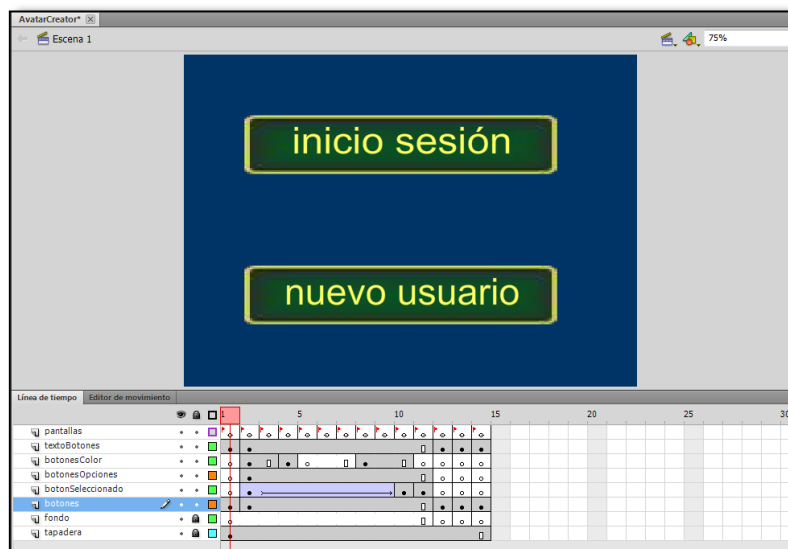 AvatarCreator*
Escena 1
75%
inicio sesión
nuevo usuario
Línea de tiempo Editor de movimiento
1 5 10 15 20 25 30
pantallas
textoBotones
botonesColor
botonesOpciones
botonSeleccionado
botones
fondo
tapadera